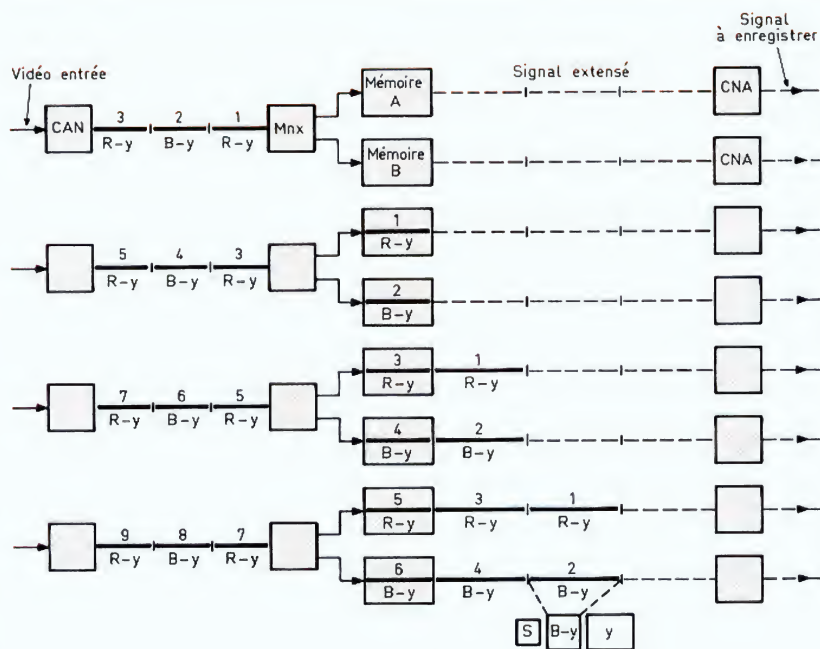 Signal
à enregistrer
Vidéo entrée
Signal extensé
CAN
3
2
1
R-y
B-y
R-y
Mnx
Mémoire
A
CNA
Mémoire
B
CNA
5
4
3
R-y
B-y
R-y
1
R-y
2
B-y
7
6
5
R-y
B-y
R-y
3
1
R-y
R-y
4
2
B-y
B-y
9
8
7
R-y
B-y
R-y
5
3
1
R-y
R-y
R-y
6
4
2
B-y
B-y
B-y
S
B-y
y